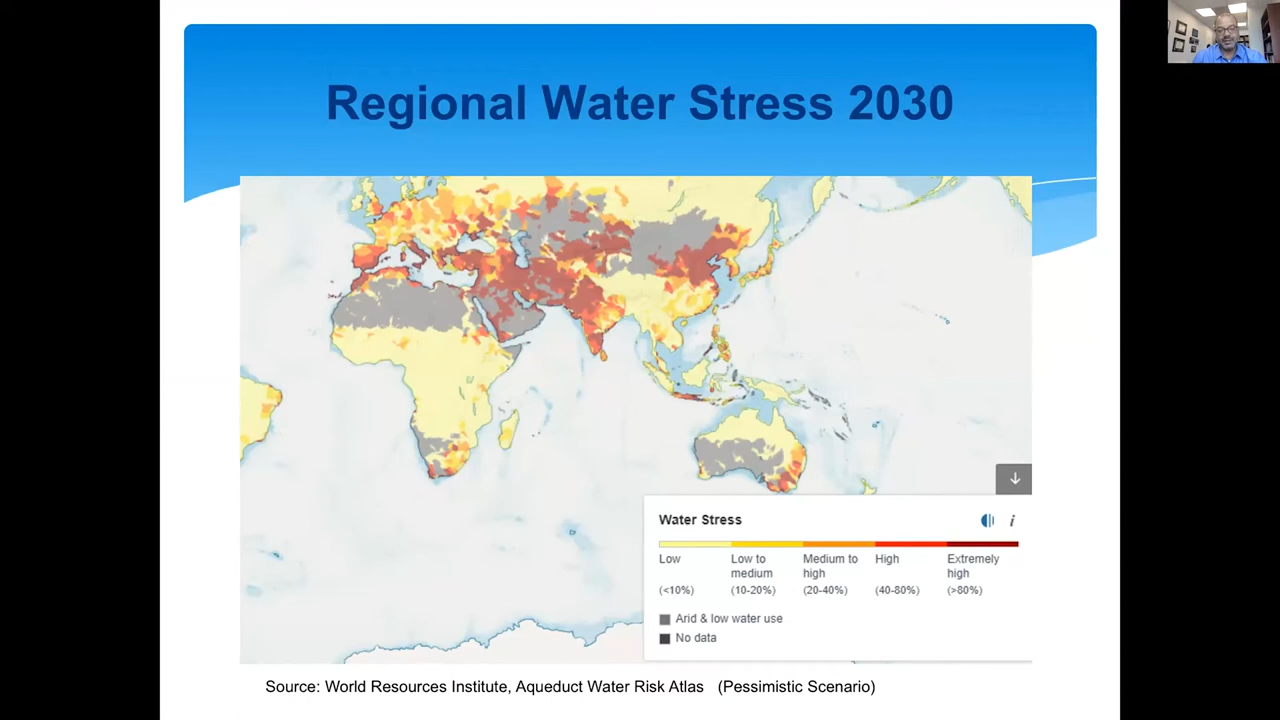 Regional Water Stress 2030
Water Stress
i
Low
Low to medium
Medium to high
High
Extremely high
(<10%)
(10-20%)
(20-40%)
(40-80%)
(>80%)
Arid & low water use
No data
Source: World Resources Institute, Aqueduct Water Risk Atlas (Pessimistic Scenario)